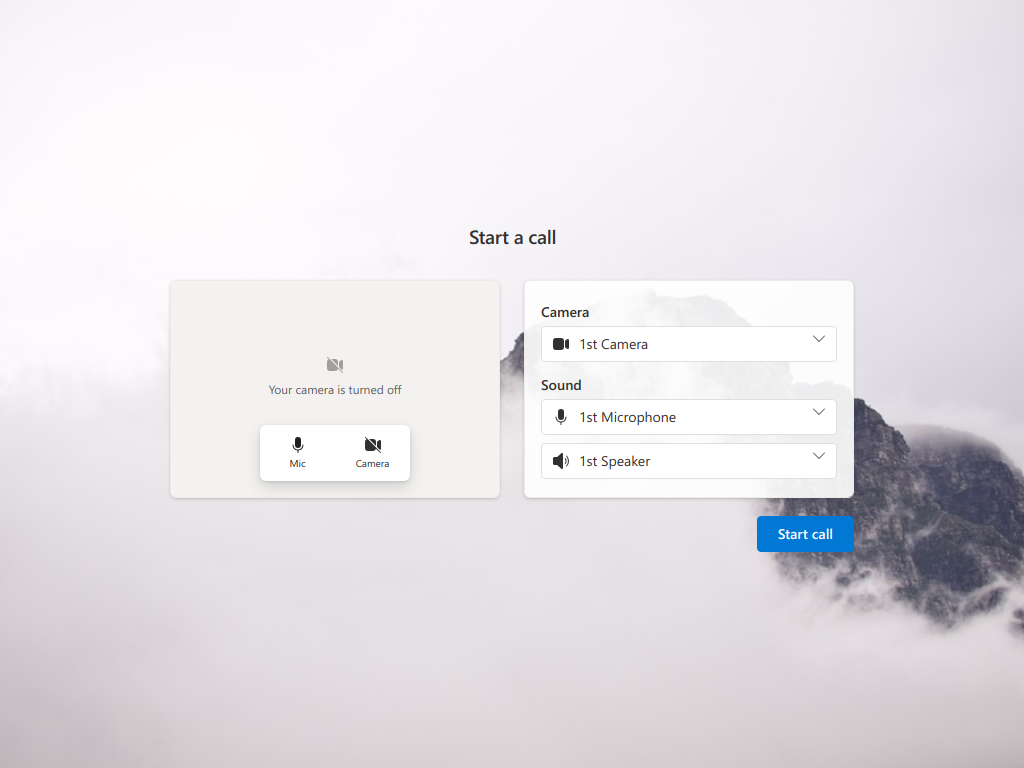 Start a call
Your camera is turned off
Mic
Camera
Camera
1st Camera
Sound
1st Microphone
1st Speaker
Start call